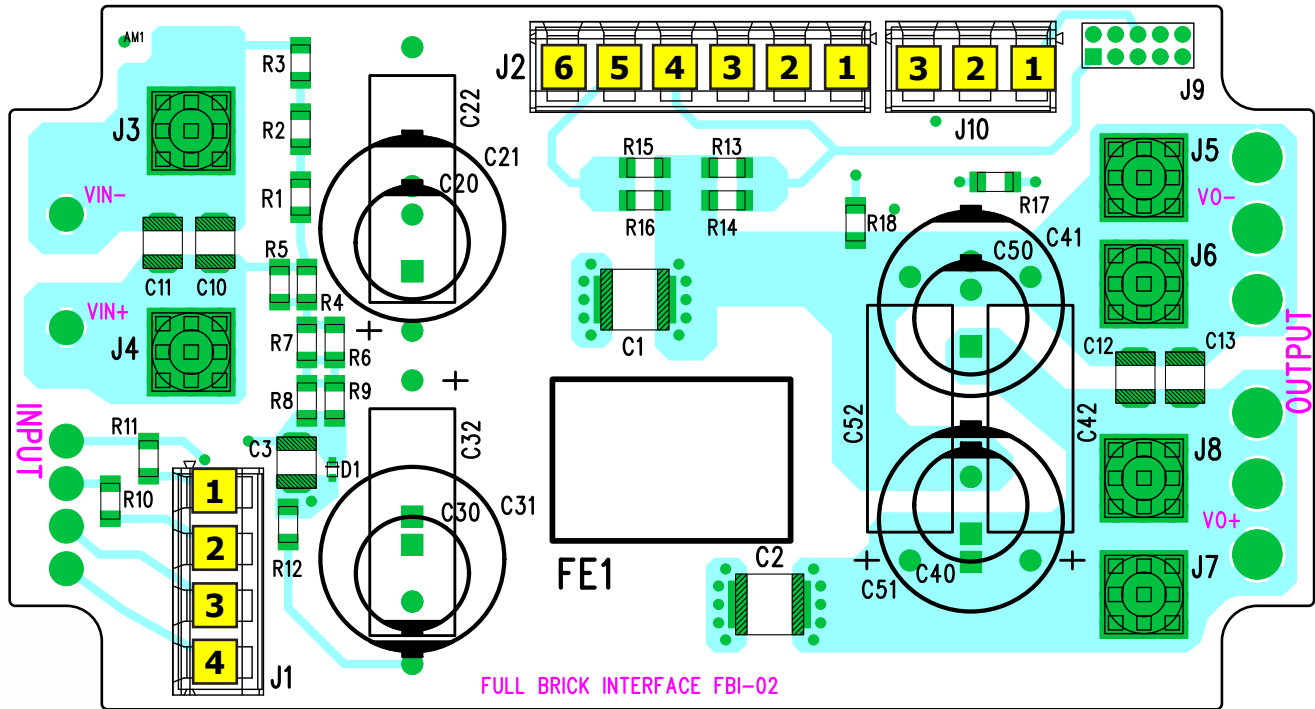 AM1
R3
J2
6 5 4 3 2 1
3 2 1
J9
J3
R2
C22
J10
C21
R15
R13
J5
VIN-
R1
C20
R16
R14
R17
VO-
R18
C41
R5
C50
J6
C11
C10
R4
VIN+
J4
R7
R6
C1
C12
C13
OUTPUT
R8
R9
INPUT
R11
C3
C32
C52
C42
D1
J8
R10
1
C31
C30
VO+
2
R12
FE1
C2
C51
C40
J7
3
4
J1
FULL BRICK INTERFACE FBI-02